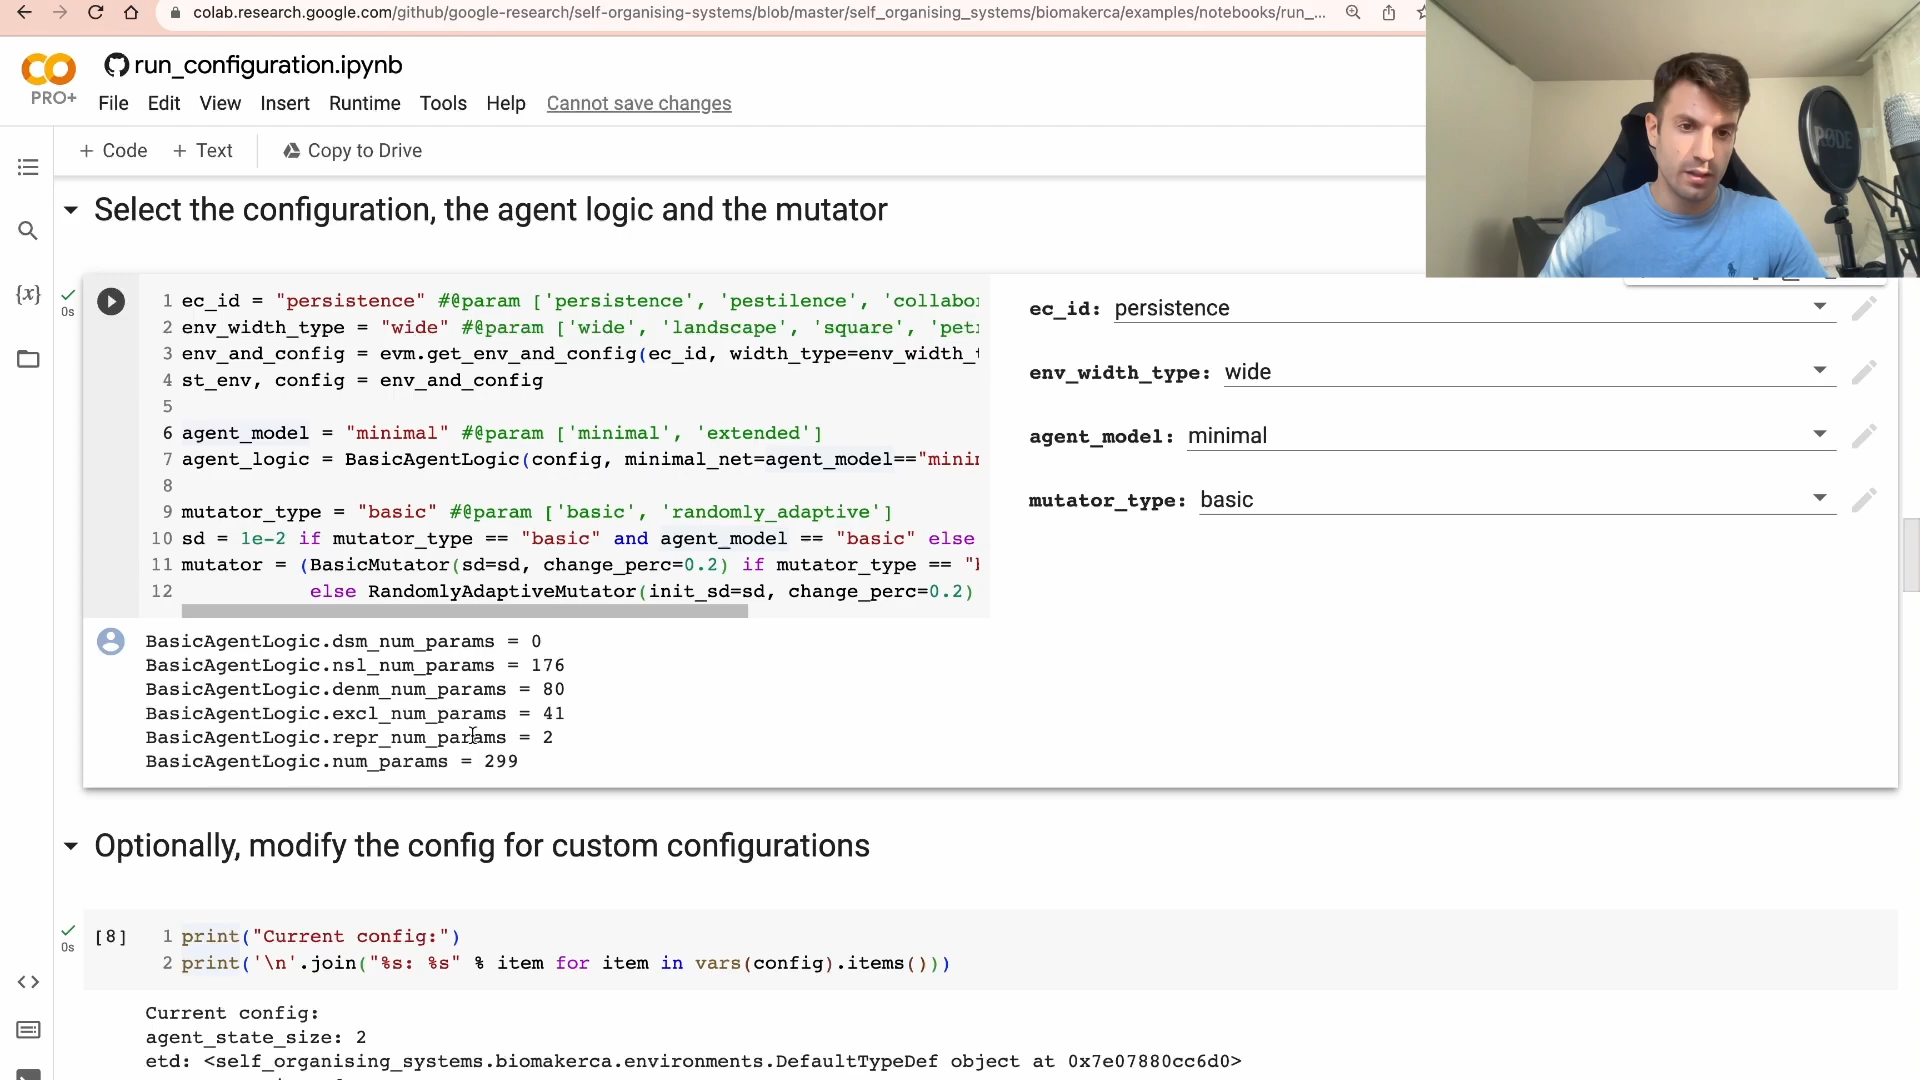 colab.research.google.com/github/google-research/self-organising-systems/blob/master/self_organising_systems/biomakerca/examples/notebooks/run_...
run_configuration.ipynb
PRO+
File Edit View Insert Runtime Tools Help Cannot save changes
+ Code + Text Copy to Drive
RØDE
Select the configuration, the agent logic and the mutator
0s
1 ec_id = "persistence" #@param ['persistence', 'pestilence', 'collabo
2 env_width_type = "wide" #@param ['wide', 'landscape', 'square', 'pet
3 env_and_config = evm.get_env_and_config(ec_id, width_type=env_width_
4 st_env, config = env_and_config
5
6 agent_model = "minimal" #@param ['minimal', 'extended']
7 agent_logic = BasicAgentLogic(config, minimal_net=agent_model=="mini
8
9 mutator_type = "basic" #@param ['basic', 'randomly_adaptive']
10 sd = 1e-2 if mutator_type == "basic" and agent_model == "basic" else
11 mutator = (BasicMutator(sd=sd, change_perc=0.2) if mutator_type == "
12 else RandomlyAdaptiveMutator(init_sd=sd, change_perc=0.2)
ec_id: persistence
env_width_type: wide
agent_model: minimal
mutator_type: basic
BasicAgentLogic.dsm_num_params = 0
BasicAgentLogic.nsl_num_params = 176
BasicAgentLogic.denm_num_params = 80
BasicAgentLogic.excl_num_params = 41
BasicAgentLogic.repr_num_params = 2
BasicAgentLogic.num_params = 299
Optionally, modify the config for custom configurations
0s
[8]
1 print("Current config:")
2 print('\n'.join("%s: %s" % item for item in vars(config).items()))
Current config:
agent_state_size: 2
etd: <self_organising_systems.biomakerca.environments.DefaultTypeDef object at 0x7e07880cc6d0>